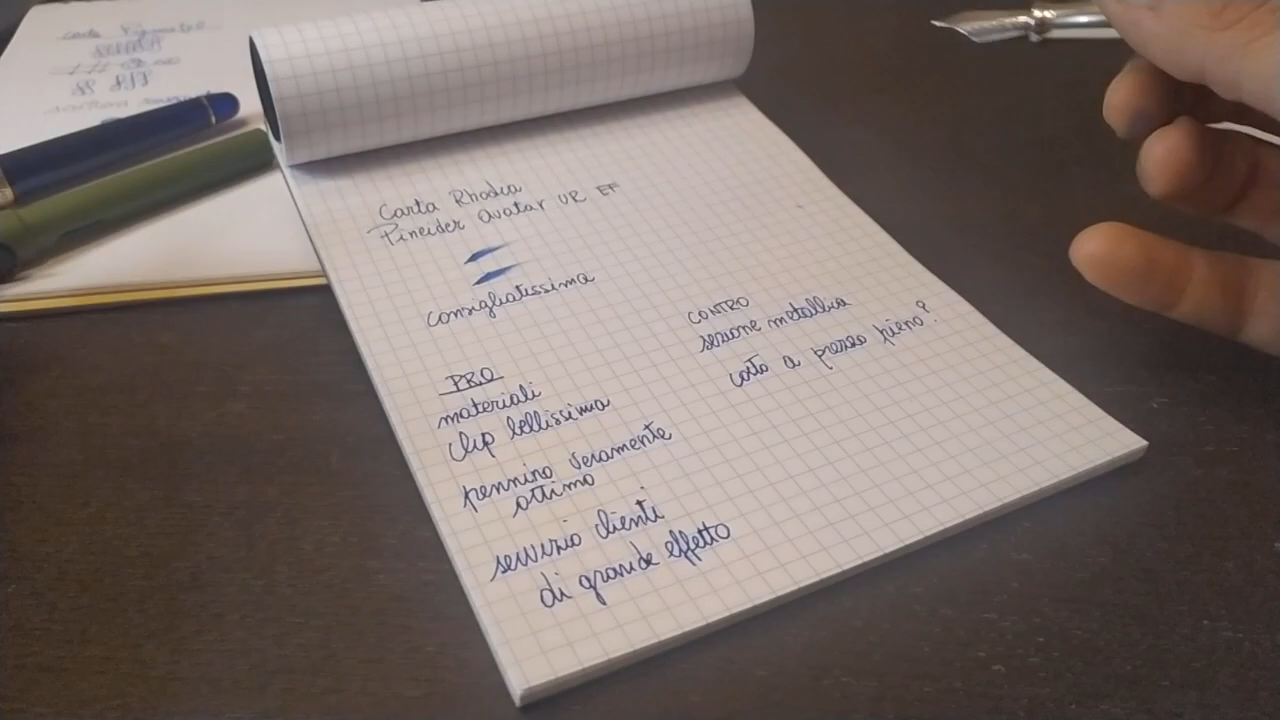 Carta Rhodia
Pineider Avatar UR EF
consigliatissima
PRO
materiali
clip bellissima
pennino veramente
ottimo
servizio clienti
di grande effetto
CONTRO
sezione metallica
costo a prezzo pieno?
carta